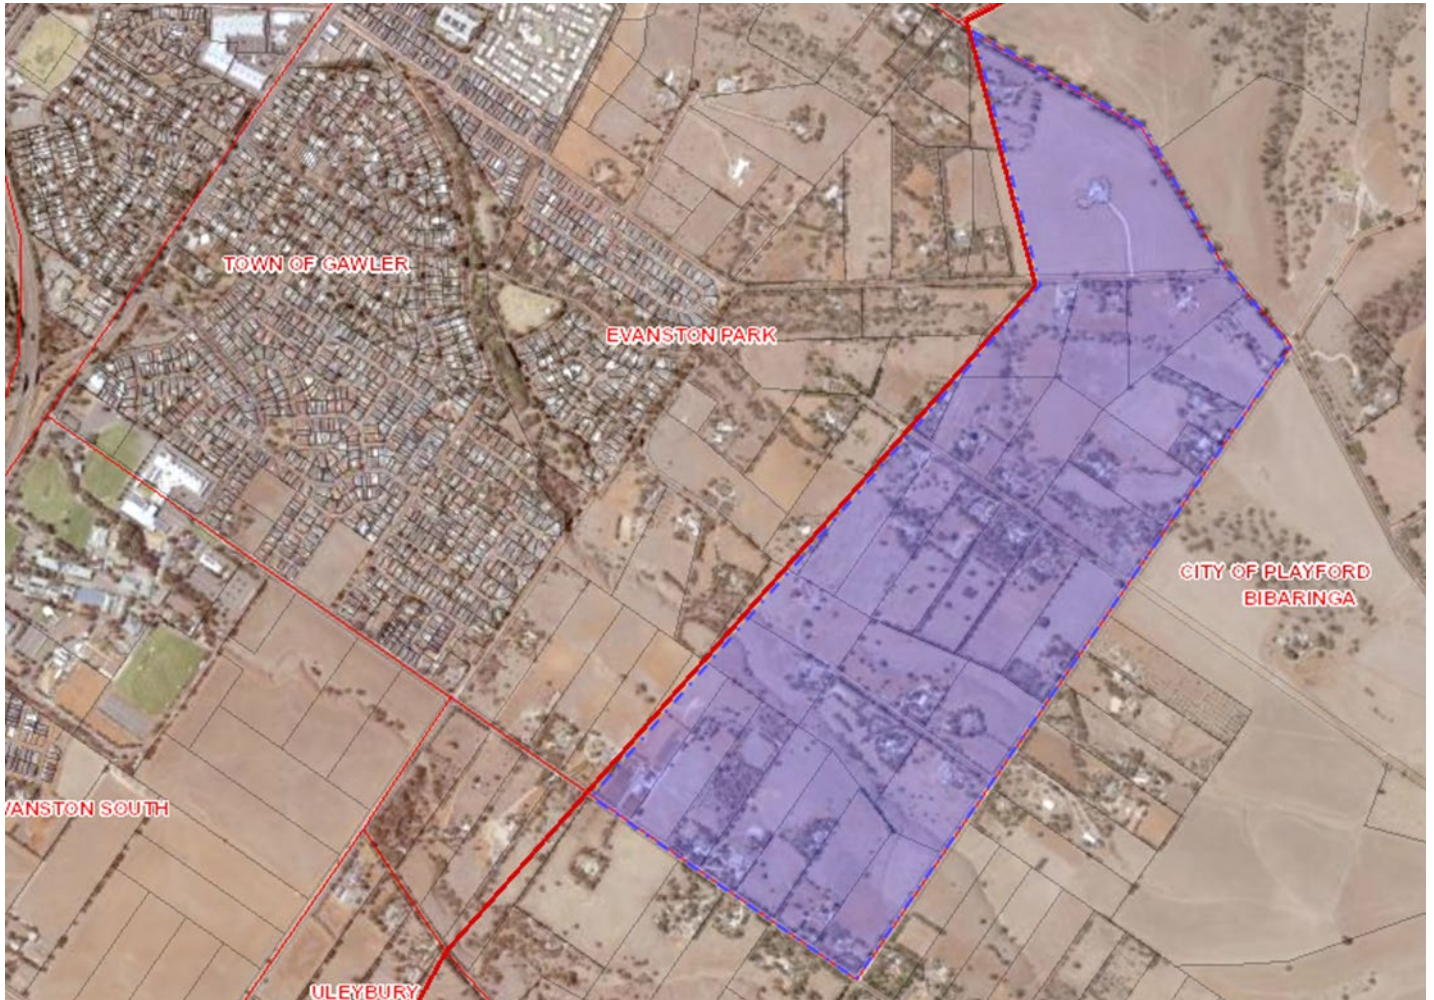 TOWN OF GAWLER
EVANSTON PARK
CITY OF PLAYFORD
BIBARINGA
VANSTON SOUTH
ULEYBURY